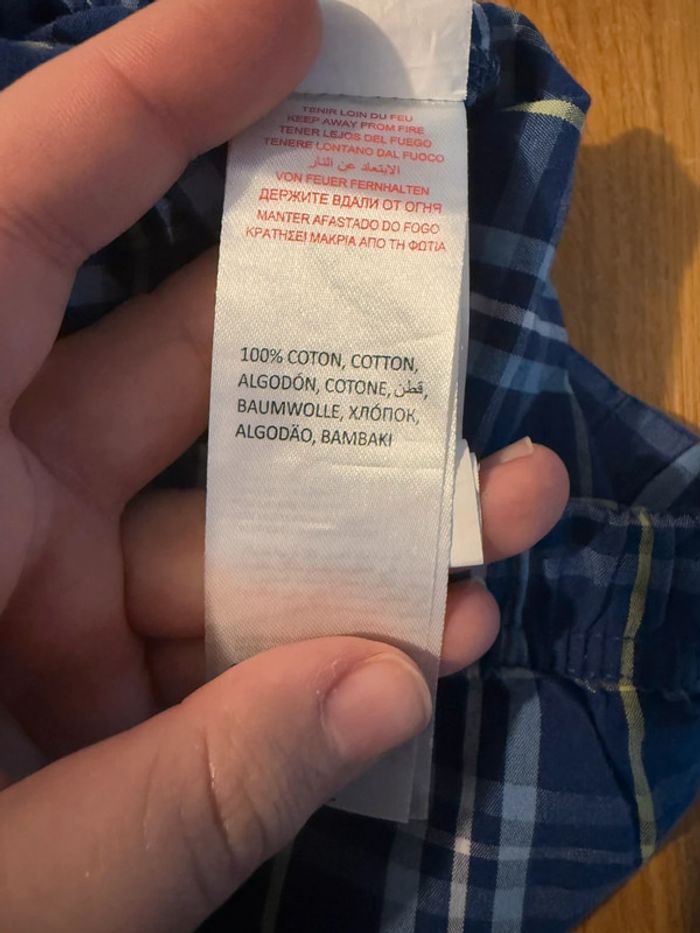 TENIR LOIN DU FEU
KEEP AWAY FROM FIRE
TENER LEJOS DEL FUEGO
TENERE LONTANO DAL FUOCO
الابتعاد عن النار
VON FEUER FERNHALTEN
ДЕРЖИТЕ ВДАЛИ ОТ ОГНЯ
MANTER AFASTADO DO FOGO
ΚΡΑΤΗΣΕΙ ΜΑΚΡΙΑ ΑΠΟ ΤΗ ΦΩΤΙΑ
100% COTON, COTTON,
ALGODÓN, COTONE, قطن,
BAUMWOLLE, ХЛÓПОК,
ALGODÃO, BAMBAKI